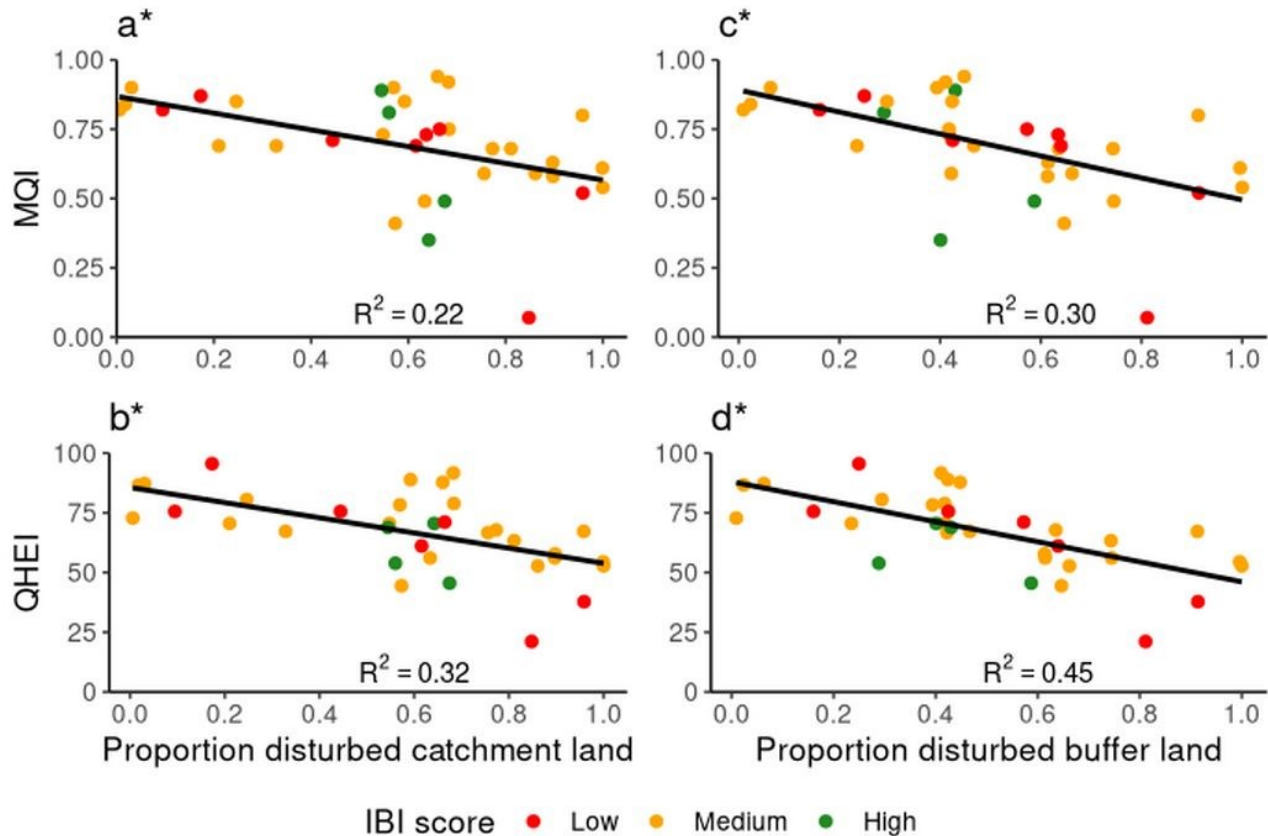 a*
MQI
1.00
0.75
0.50
0.25
0.00
R² = 0.22
0.0 0.2 0.4 0.6 0.8 1.0
c*
1.00
0.75
0.50
0.25
0.00
R² = 0.30
0.0 0.2 0.4 0.6 0.8 1.0
b*
QHEI
100
75
50
25
0
R² = 0.32
0.0 0.2 0.4 0.6 0.8 1.0
Proportion disturbed catchment land
d*
100
75
50
25
0
R² = 0.45
0.0 0.2 0.4 0.6 0.8 1.0
Proportion disturbed buffer land
IBI score Low Medium High